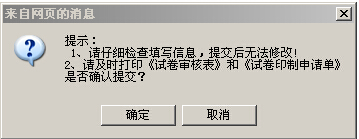 来自网页的消息
提示：
1、请仔细检查填写信息，提交后无法修改!
2、请及时打印《试卷审核表》和《试卷印制申请单》
是否确认提交？
确定
取消